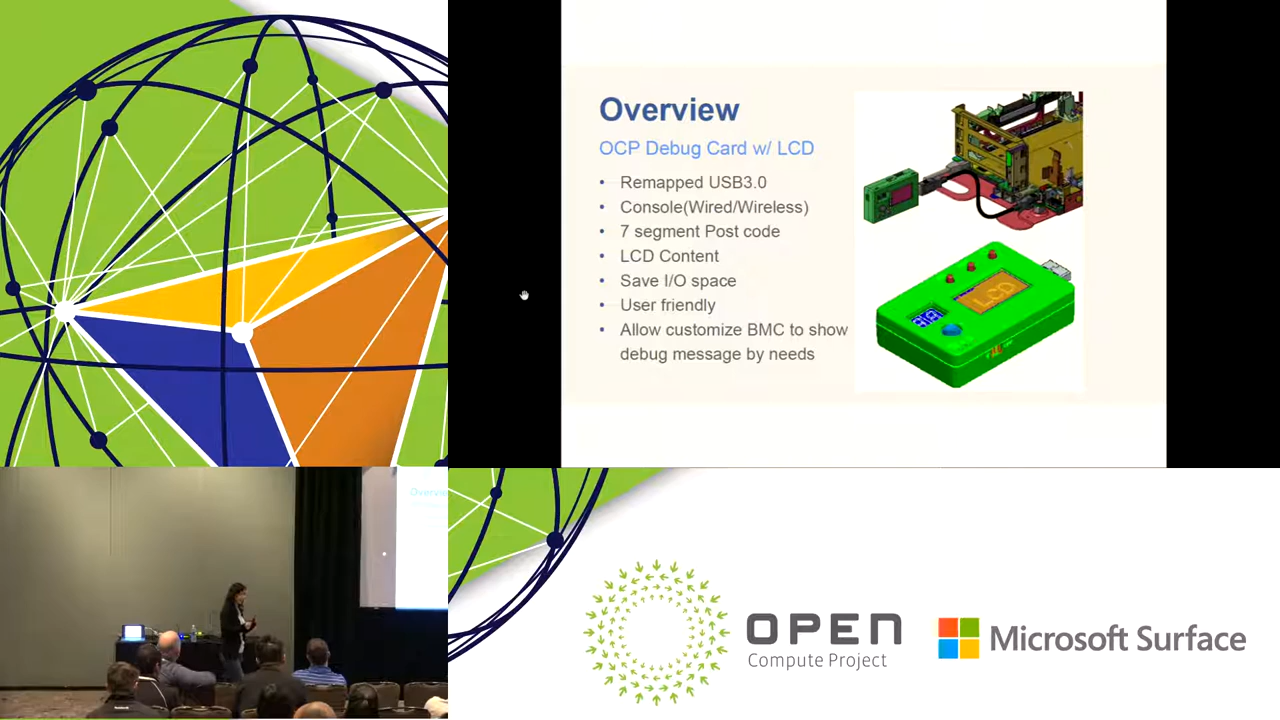 Overview
OCP Debug Card w/ LCD
• Remapped USB3.0
• Console(Wired/Wireless)
• 7 segment Post code
• LCD Content
• Save I/O space
• User friendly
• Allow customize BMC to show
debug message by needs
LCD
Overview
OPEN
Compute Project
Microsoft Surface